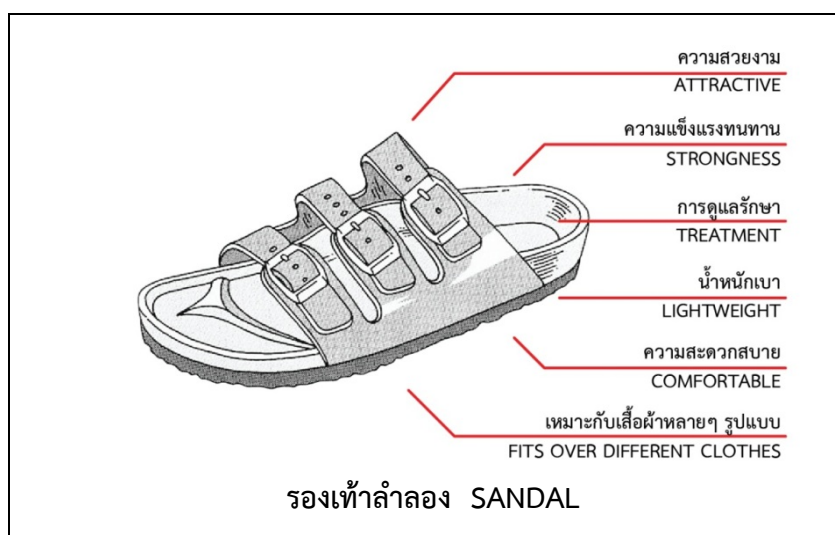 ความสวยงาม
ATTRACTIVE
ความแข็งแรงทนทาน
STRONGNESS
การดูแลรักษา
TREATMENT
น้ำหนักเบา
LIGHTWEIGHT
ความสะดวกสบาย
COMFORTABLE
เหมาะกับเสื้อผ้าหลายๆ รูปแบบ
FITS OVER DIFFERENT CLOTHES
รองเท้าลำลอง SANDAL